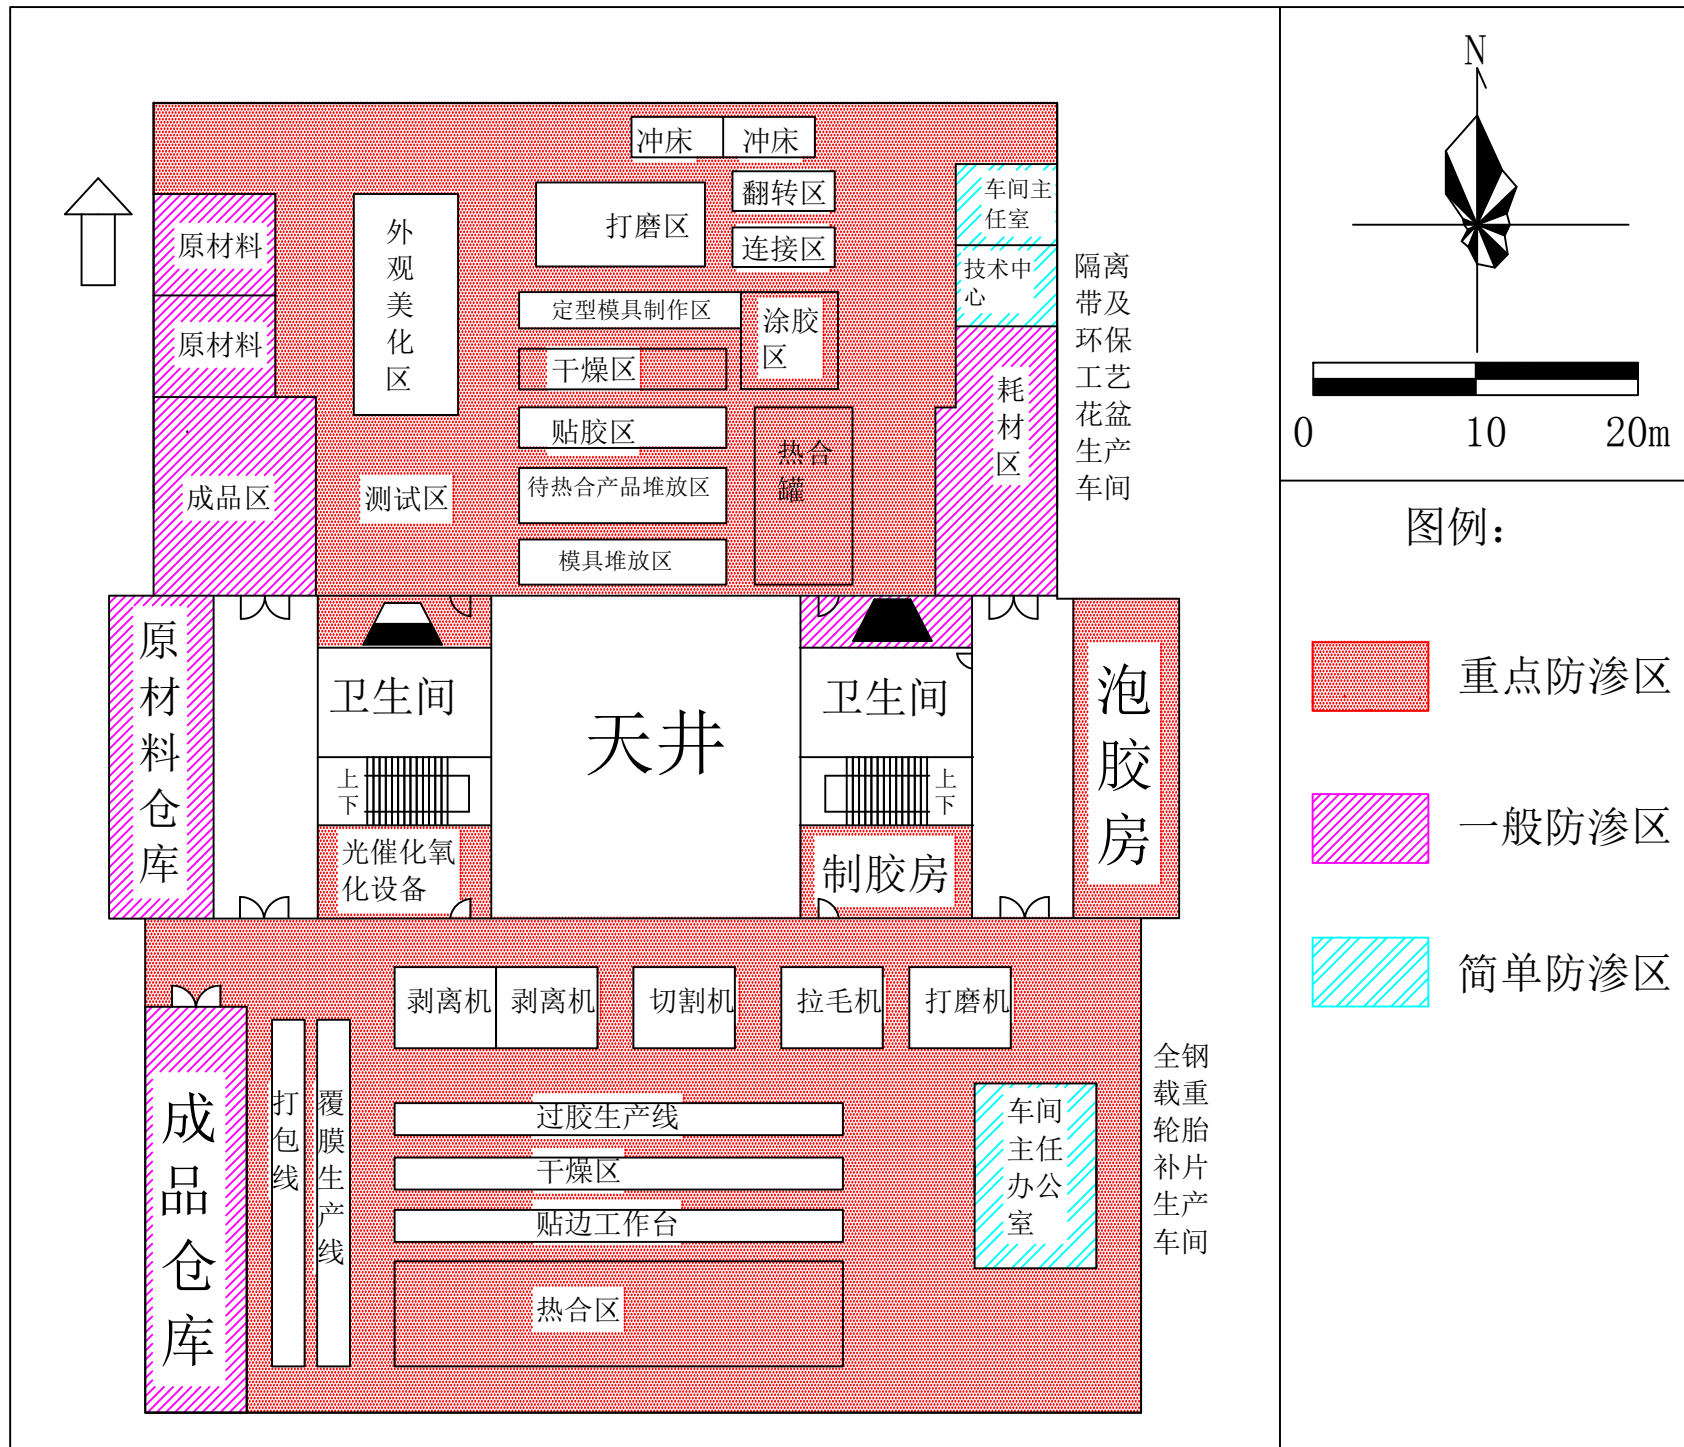 N
0
10
20m
图例：
重点防渗区
一般防渗区
简单防渗区
冲床
冲床
翻转区
打磨区
连接区
车间主
任室
技术中
心
原材料
原材料
外
观
美
化
区
定型模具制作区
涂胶
区
干燥区
贴胶区
热合
罐
耗
材
区
成品区
测试区
待热合产品堆放区
模具堆放区
隔离
带及
环保
工艺
花盆
生产
车间
原
材
料
仓
库
卫生间
天井
卫生间
泡
胶
房
上
下
上
下
光催化氧
化设备
制胶房
剥离机
剥离机
切割机
拉毛机
打磨机
成
品
仓
库
打
包
线
覆
膜
生
产
线
过胶生产线
干燥区
贴边工作台
热合区
车间
主任
办公
室
全钢
载重
轮胎
补片
生产
车间